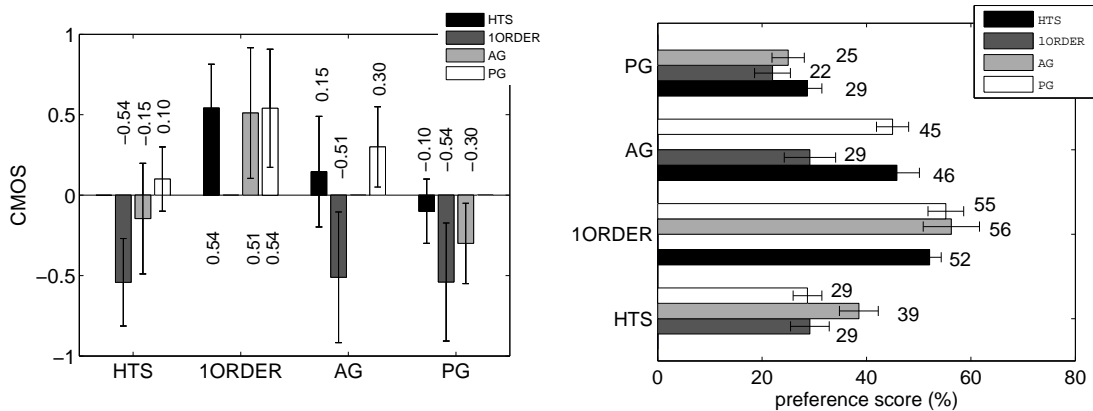 HTS
1ORDER
AG
PG
CMOS
1
0.5
0
−0.5
−1
−0.54
−0.15
0.10
0.54
0.51
0.54
0.15
−0.51
0.30
−0.10
−0.54
−0.30
HTS 1ORDER AG PG
HTS
1ORDER
AG
PG
PG
25
22
29
AG
45
29
46
1ORDER
55
56
52
HTS
29
39
29
0 20 40 60 80
preference score (%)